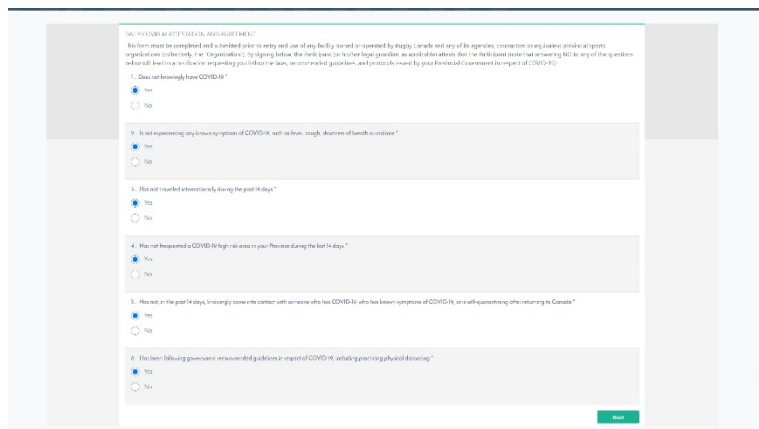 DAILY COVID-19 ATTESTATION AND AGREEMENT
This form must be completed and submitted prior to entry and use of any facility owned or operated by Rugby Canada and any of its agencies, contractors or equivalent provincial sports
organizations (collectively, the "Organization"). By signing below, the Participant (or his/her legal guardian, as applicable) attests that the Participant (note that answering NO to any of the questions
below will lead to a notification requesting you follow the laws, recommended guidelines, and protocols issued by your Provincial Government in respect of COVID-19):
1. Does not knowingly have COVID-19 *
Yes
No
2. Is not experiencing any known symptoms of COVID-19, such as fever, cough, shortness of breath or malaise *
Yes
No
3. Has not travelled internationally during the past 14 days *
Yes
No
4. Has not frequented a COVID-19 high risk area in your Province during the last 14 days *
Yes
No
5. Has not, in the past 14 days, knowingly come into contact with someone who has COVID-19, who has known symptoms of COVID-19, or is self-quarantining after returning to Canada *
Yes
No
6. Has been following government recommended guidelines in respect of COVID-19, including practicing physical distancing *
Yes
No
Next